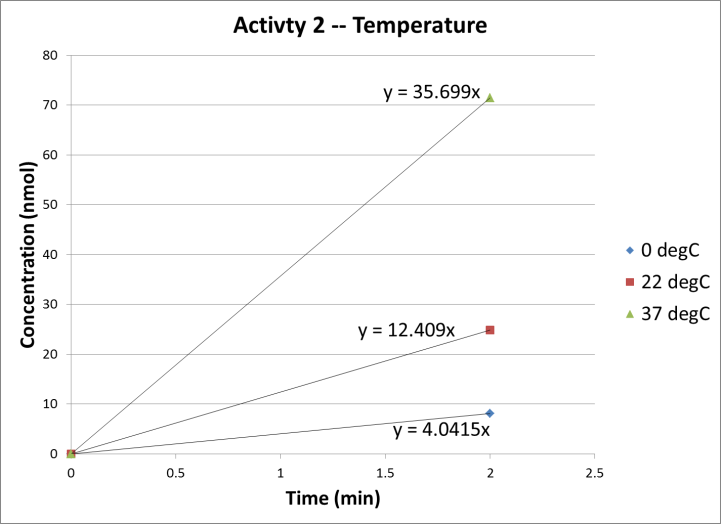 Activty 2 -- Temperature
80
70
60
50
40
30
20
10
0
Concentration (nmol)
y = 35.699x
y = 12.409x
y = 4.0415x
0 degC
22 degC
37 degC
0
0.5
1
1.5
2
2.5
Time (min)